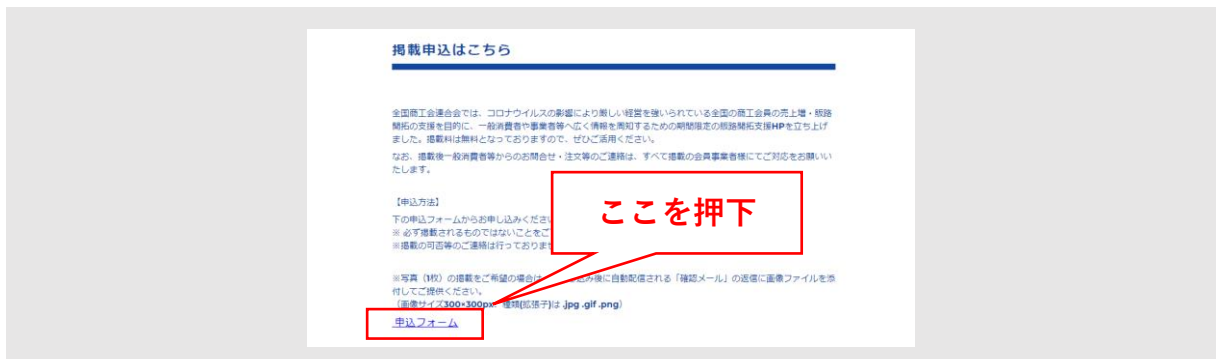 掲載申込はこちら
全国商工会連合会では、コロナウイルスの影響により厳しい経営を強いられている全国の商工会員の売上増・販路
開拓の支援を目的に、一般消費者や事業者等へ広く情報を周知するための期間限定の販路開拓支援HPを立ち上げ
ました。掲載料は無料となっておりますので、ぜひご活用ください。
なお、掲載後一般消費者等からのお問合せ・注文等のご連絡は、すべて掲載の会員事業者様にてご対応をお願いい
たします。
【申込方法】
下の申込フォームからお申し込みくださ
ここを押下
※ 必ず掲載されるものではないことをご
※掲載の可否等のご連絡は行っておりませ
※写真（1枚）の掲載をご希望の場合は 込み後に自動配信される「確認メール」の返信に画像ファイルを添
付してご提供ください。
（画像サイズ300×300px 種類(拡張子)は .jpg .gif .png）
申込フォーム